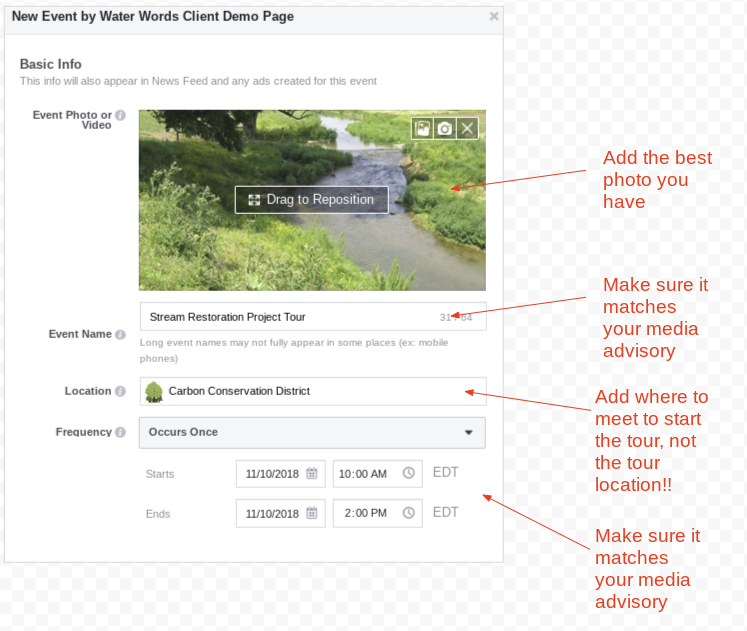 New Event by Water Words Client Demo Page
Basic Info
This info will also appear in News Feed and any ads created for this event
Event Photo or
Video
Drag to Reposition
Add the best
photo you
have
Event Name
Stream Restoration Project Tour
31 / 64
Long event names may not fully appear in some places (ex: mobile
phones)
Make sure it
matches
your media
advisory
Location
Carbon Conservation District
Add where to
meet to start
the tour, not
the tour
location!!
Frequency
Occurs Once
Starts 11/10/2018 10:00 AM EDT
Ends 11/10/2018 2:00 PM EDT
Make sure it
matches
your media
advisory